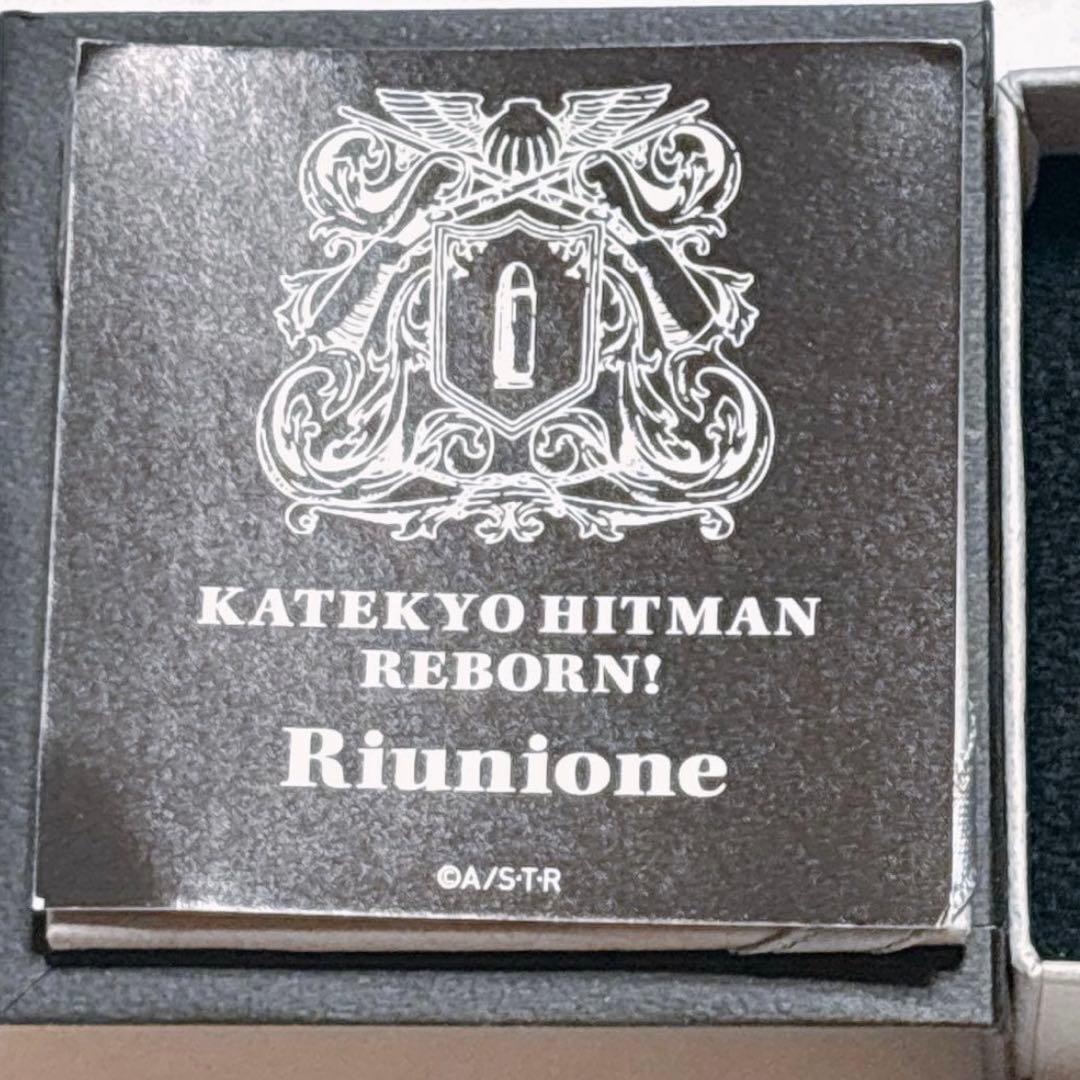 KATEKYO HITMAN
REBORN!
Riunione
©A/S·T·R